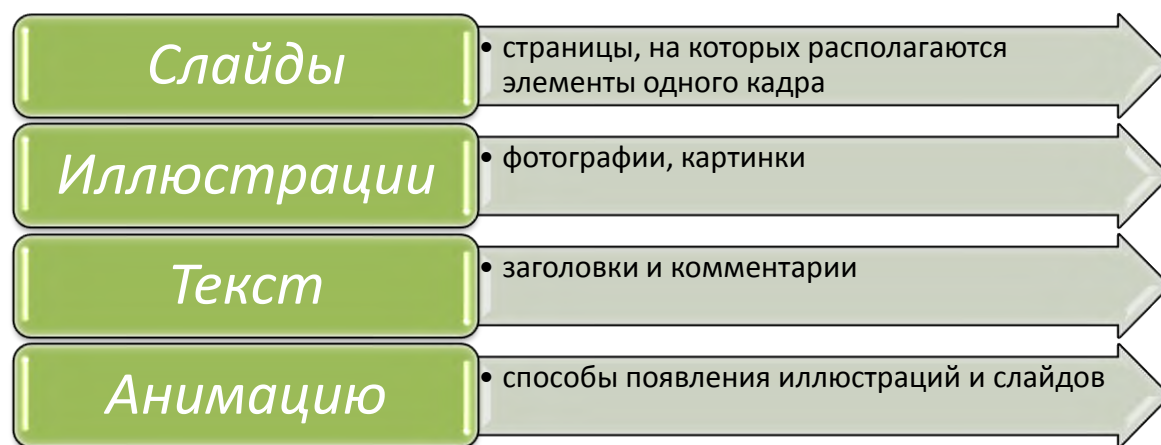 Слайды
• страницы, на которых располагаются
элементы одного кадра
Иллюстрации
• фотографии, картинки
Текст
• заголовки и комментарии
Анимацию
• способы появления иллюстраций и слайдов